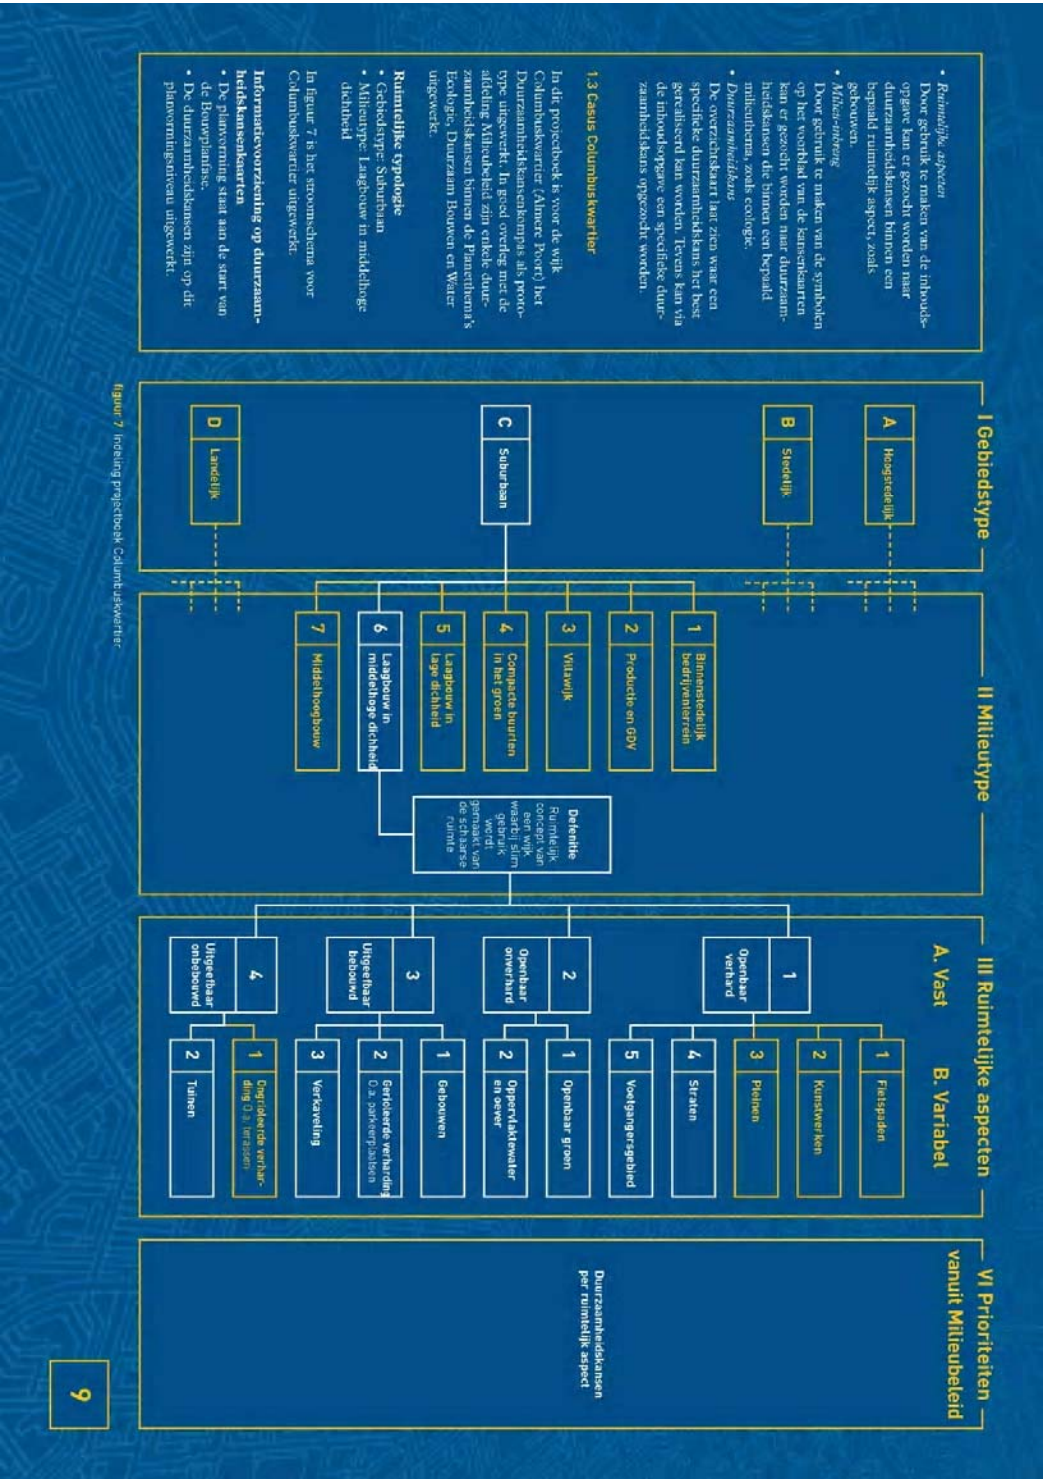 • Ruimtelijke aspecten
Door gebruik te maken van de inhouds-
opgave kan er gezocht worden naar
duurzaamheidskansen binnen een
bepaald ruimtelijk aspect, zoals
gebouwen.
• Milieu-invang
Door gebruik te maken van de symbolen
op het voorblad van de kansenkaarten
kan er gezocht worden naar duurzaam-
heidskansen die binnen een bepaald
milieuthema, zoals ecologie.
• Duurzaamheidskans
De overzichtskaart laat zien waar een
specifieke duurzaamheidskans het best
gerealiseerd kan worden. Tevens kan via
de inhoudsopgave een specifieke duur-
zaamheidskans opgezocht worden.
1.3 Casus Columbuskwartier
In dit projectboek is voor de wijk
Columbuskwartier (Almere Poort) het
Duurzaamheidskansenkompas als proto-
type uitgewerkt. In goed overleg met de
afdeling Milieubeleid zijn enkele duur-
zaamheidskansen binnen de Planetthema's
Ecologie, Duurzaam Bouwen en Water
uitgewerkt.
Ruimtelijke typologie
• Gebiedstype: Suburbaan
• Milieutype: Laagbouw in middelhoge
dichtheid
In figuur 7 is het stroomschema voor
Columbuskwartier uitgewerkt.
Informatievoorziening op duurzaam-
heidskansenkaarten
• De planvorming staat aan de start van
de Bouwplanfase.
• De duurzaamheidskansen zijn op dit
planvormingsniveau uitgewerkt.
I Gebiedstype
A Hoogstedelijk
B Stedelijk
C Suburbaan
D Landelijk
II Milieutype
1 Binnenstedelijk
bedrijventerrein
2 Productie en GDV
3 Villawijk
4 Compacte buurten
in het groen
5 Laagbouw in
lage dichtheid
6 Laagbouw in
middelhoge dichtheid
7 Middelhoogbouw
Defenitie
Ruimtelijk
concept van
een wijk
waarbij slim
gebruik
wordt
gemaakt van
de schaarse
ruimte
III Ruimtelijke aspecten
A. Vast
B. Variabel
1
Openbaar
verhard
2
Openbaar
onverhard
3
Uitgeefbaar
bebouwd
4
Uitgeefbaar
onbebouwd
1 Fietspaden
2 Kunstwerken
3 Pleinen
4 Straten
5 Voetgangersgebied
1 Openbaar groen
2 Oppervlaktewater
en oever
1 Gebouwen
2 Gerioleerde verharding
O.a. parkeerplaatsen
3 Verkaveling
1 Ongrioleerde verhar-
ding O.a. terassen
2 Tuinen
VI Prioriteiten
vanuit Milieubeleid
Duurzaamheidskansen
per ruimtelijk aspect
figuur 7 Indeling projectboek Columbuskwartier
9